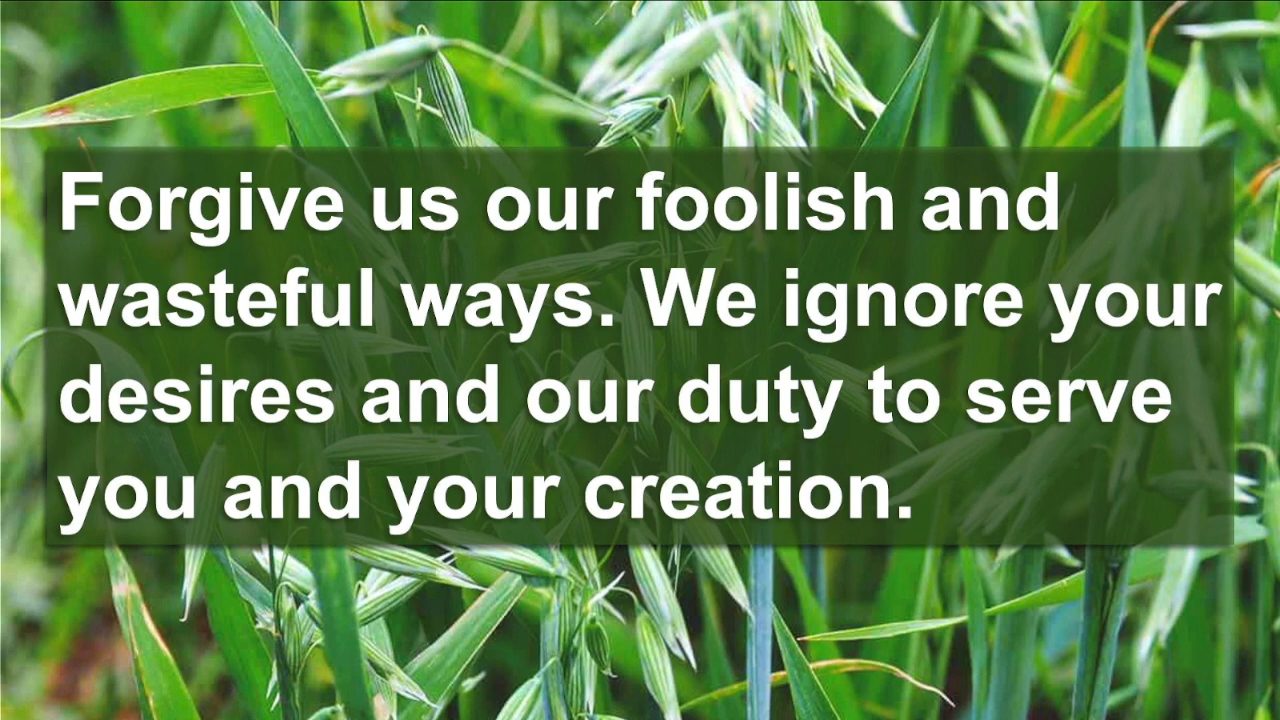 Forgive us our foolish and
wasteful ways. We ignore your
desires and our duty to serve
you and your creation.